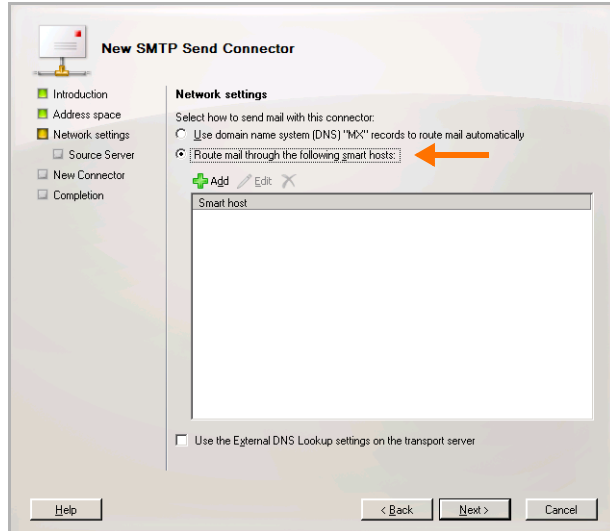 New SMTP Send Connector
Introduction
Address space
Network settings
Source Server
New Connector
Completion
Network settings
Select how to send mail with this connector:
Use domain name system (DNS) "MX" records to route mail automatically
Route mail through the following smart hosts:
Add Edit
Smart host
Use the External DNS Lookup settings on the transport server
Help < Back Next > Cancel